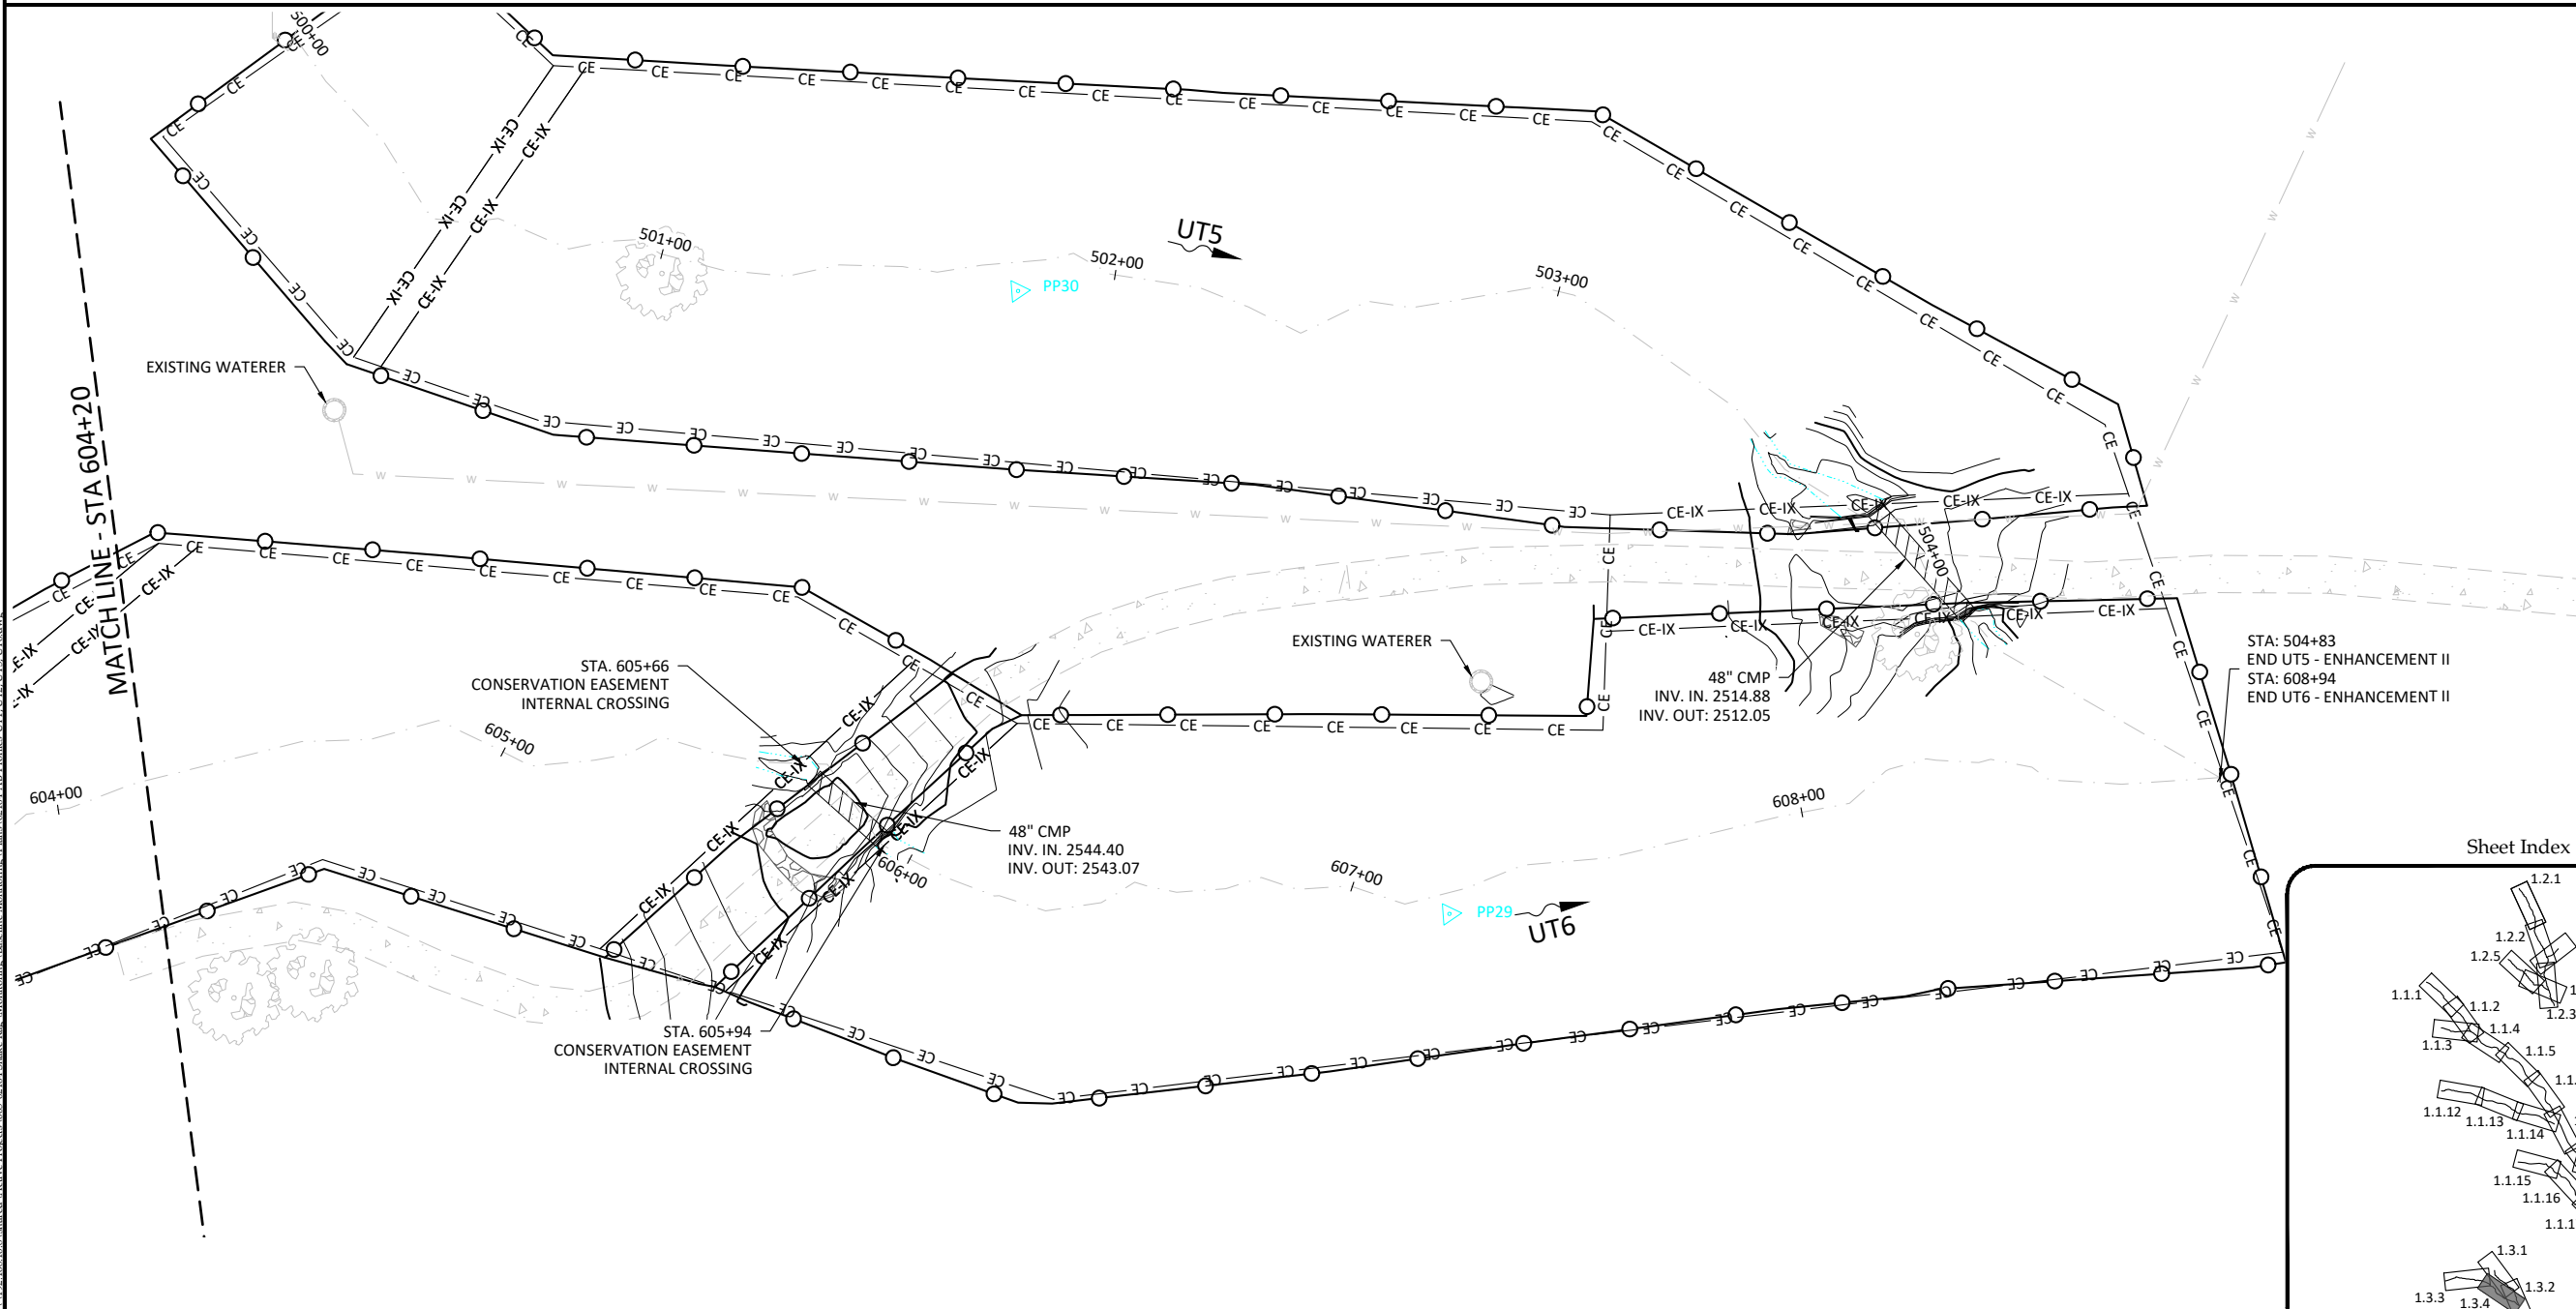 500+00
501+00
UT5
502+00
503+00
PP30
EXISTING WATERER
MATCH LINE - STA 604+20
504+00
EXISTING WATERER
48" CMP
INV. IN. 2514.88
INV. OUT: 2512.05
STA: 504+83
END UT5 - ENHANCEMENT II
STA: 608+94
END UT6 - ENHANCEMENT II
STA. 605+66
CONSERVATION EASEMENT
INTERNAL CROSSING
604+00
605+00
606+00
48" CMP
INV. IN. 2544.40
INV. OUT: 2543.07
607+00
608+00
PP29
UT6
STA. 605+94
CONSERVATION EASEMENT
INTERNAL CROSSING
CE
CE-IX
W
Sheet Index
1.2.1
1.2.2
1.2.5
1.2.3
1.1.1
1.1.2
1.1.3
1.1.4
1.1.5
1.1.12
1.1.13
1.1.14
1.1.15
1.1.16
1.3.1
1.3.2
1.3.3
1.3.4